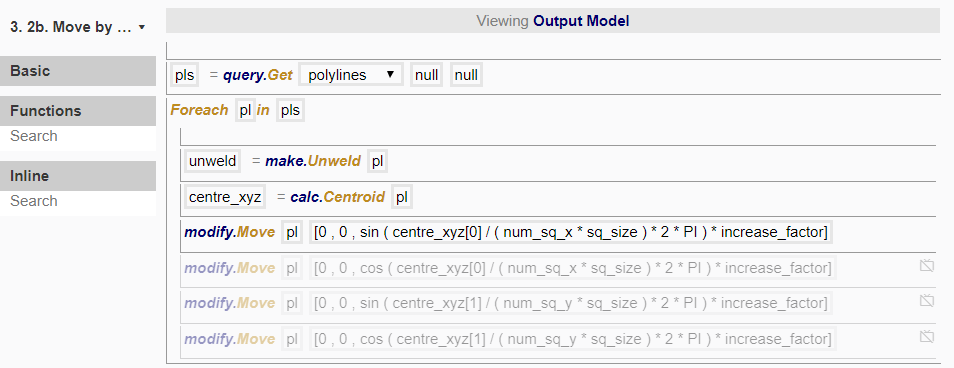 3. 2b. Move by ...
Viewing Output Model
Basic
Functions
Search
Inline
Search
pls = query.Get polylines null null
Foreach pl in pls
unweld = make.Unweld pl
centre_xyz = calc.Centroid pl
modify.Move pl [0 , 0 , sin ( centre_xyz[0] / ( num_sq_x * sq_size ) * 2 * PI ) * increase_factor]
modify.Move pl [0 , 0 , cos ( centre_xyz[0] / ( num_sq_x * sq_size ) * 2 * PI ) * increase_factor]
modify.Move pl [0 , 0 , sin ( centre_xyz[1] / ( num_sq_y * sq_size ) * 2 * PI ) * increase_factor]
modify.Move pl [0 , 0 , cos ( centre_xyz[1] / ( num_sq_y * sq_size ) * 2 * PI ) * increase_factor]